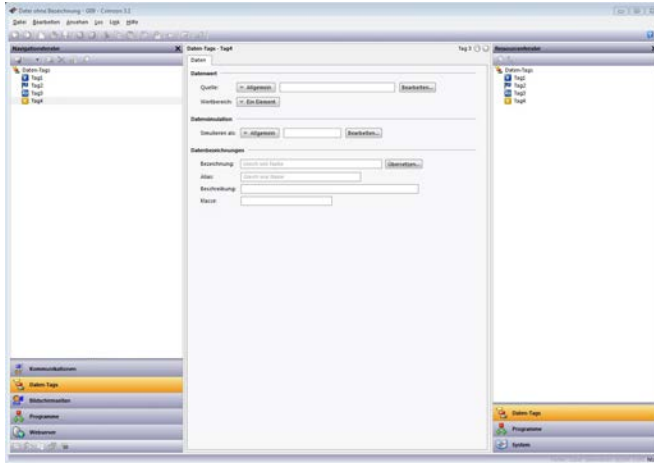 Datei ohne Bezeichnung - G09 - Crimson 3.2
Datei Bearbeiten Ansehen Los Link Hilfe
Navigationsfenster
Daten-Tags
Tag1
Tag2
Tag3
Tag4
Kommunikationen
Daten-Tags
Bildschirmseiten
Programme
Webserver
Daten-Tags - Tag4
Daten
Datenwert
Quelle: Allgemein Bearbeiten...
Wertbereich: Ein Element
Datensimulation
Simulieren als: Allgemein Bearbeiten...
Datenbezeichnungen
Bezeichnung: Gleich wie Name Übersetzen...
Alias: Gleich wie Name
Beschreibung:
Klasse:
Ressourcenfenster
Daten-Tags
Tag1
Tag2
Tag3
Tag4
Daten-Tags
Programme
System